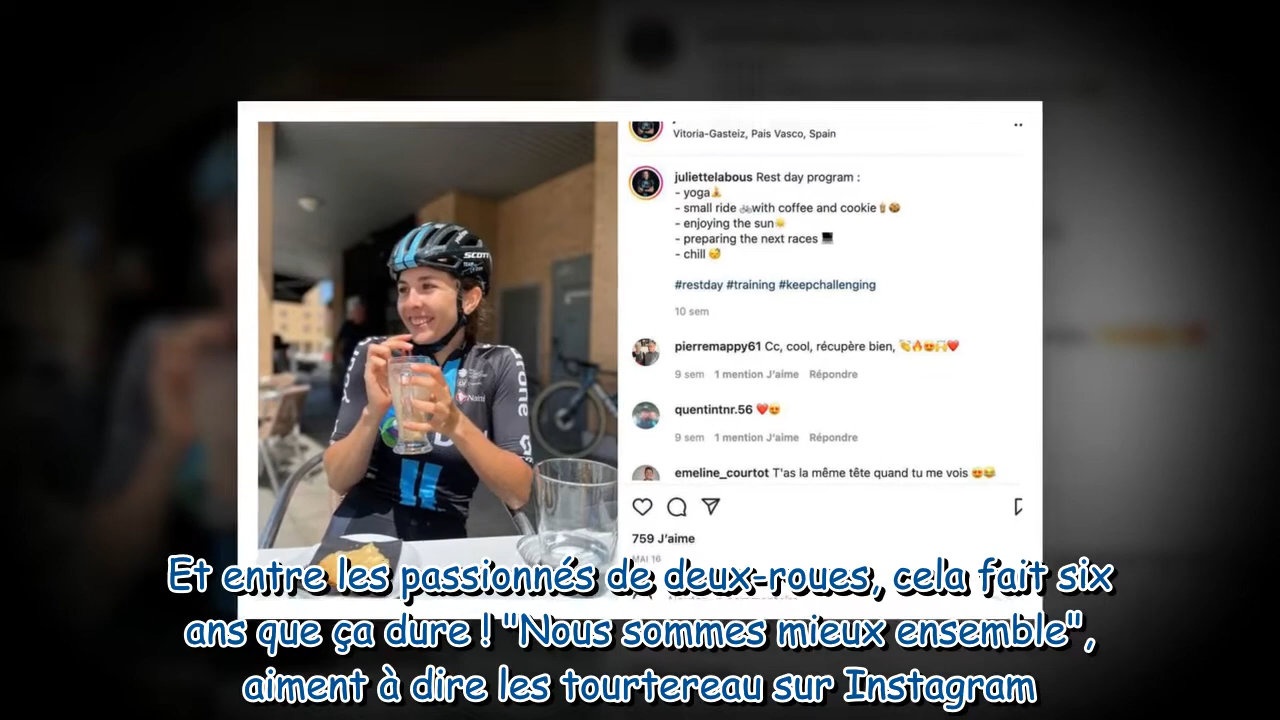 Vitoria-Gasteiz, Pais Vasco, Spain
juliettelabous Rest day program :
- yoga🧘
- small ride 🚲with coffee and cookie🧋🍪
- enjoying the sun☀️
- preparing the next races 💻
- chill 😴
#restday #training #keepchallenging
10 sem
pierremappy61 Cc, cool, récupère bien,
9 sem 1 mention J'aime Répondre
quentintnr.56 ❤️😍
9 sem 1 mention J'aime Répondre
emeline_courtot T'as la même tête quand tu me vois 😍😂
759 J'aime
MAI 16
SCOTT
Et entre les passionnés de deux-roues, cela fait six
ans que ça dure ! "Nous sommes mieux ensemble",
aiment à dire les tourtereau sur Instagram